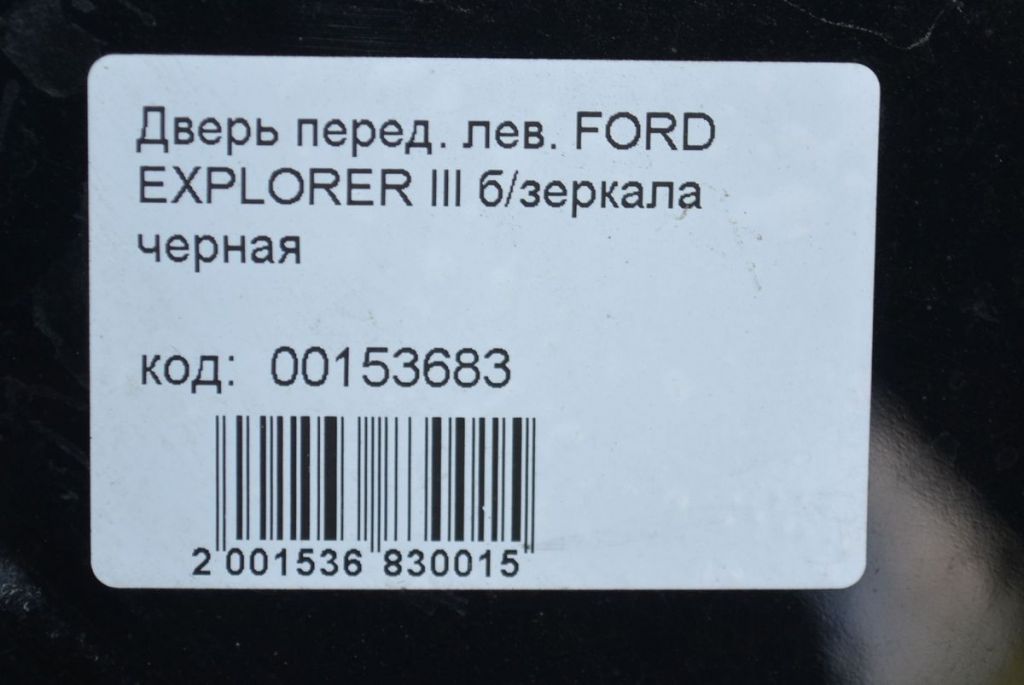 Дверь перед. лев. FORD
EXPLORER III б/зеркала
черная
код: 00153683
2 001536 830015